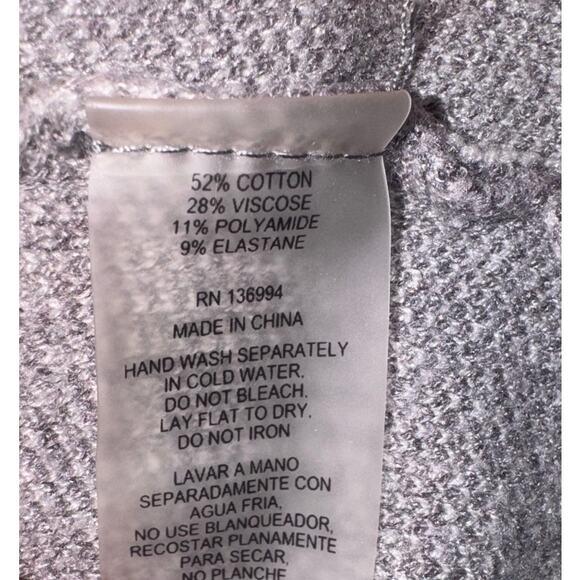 52% COTTON
28% VISCOSE
11% POLYAMIDE
9% ELASTANE
RN 136994
MADE IN CHINA
HAND WASH SEPARATELY
IN COLD WATER.
DO NOT BLEACH.
LAY FLAT TO DRY.
DO NOT IRON
LAVAR A MANO
SEPARADAMENTE CON
AGUA FRIA,
NO USE BLANQUEADOR,
RECOSTAR PLANAMENTE
PARA SECAR,
NO PLANCHE